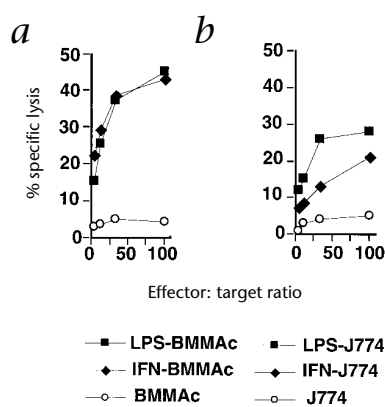 a b
% specific lysis
50
40
30
20
10
0
0 50 100
50
40
30
20
10
0
0 50 100
Effector: target ratio
LPS-BMMAc LPS-J774
IFN-BMMAc IFN-J774
BMMAc J774